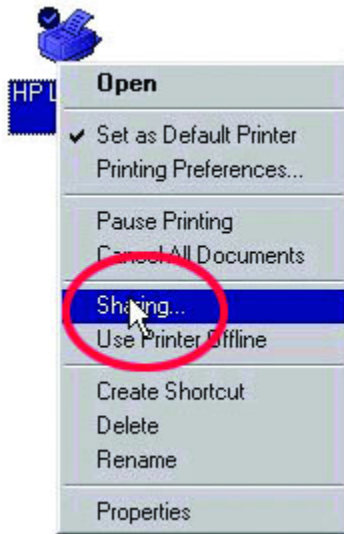 HP L
Open
Set as Default Printer
Printing Preferences...
Pause Printing
Cancel All Documents
Sharing...
Use Printer Offline
Create Shortcut
Delete
Rename
Properties